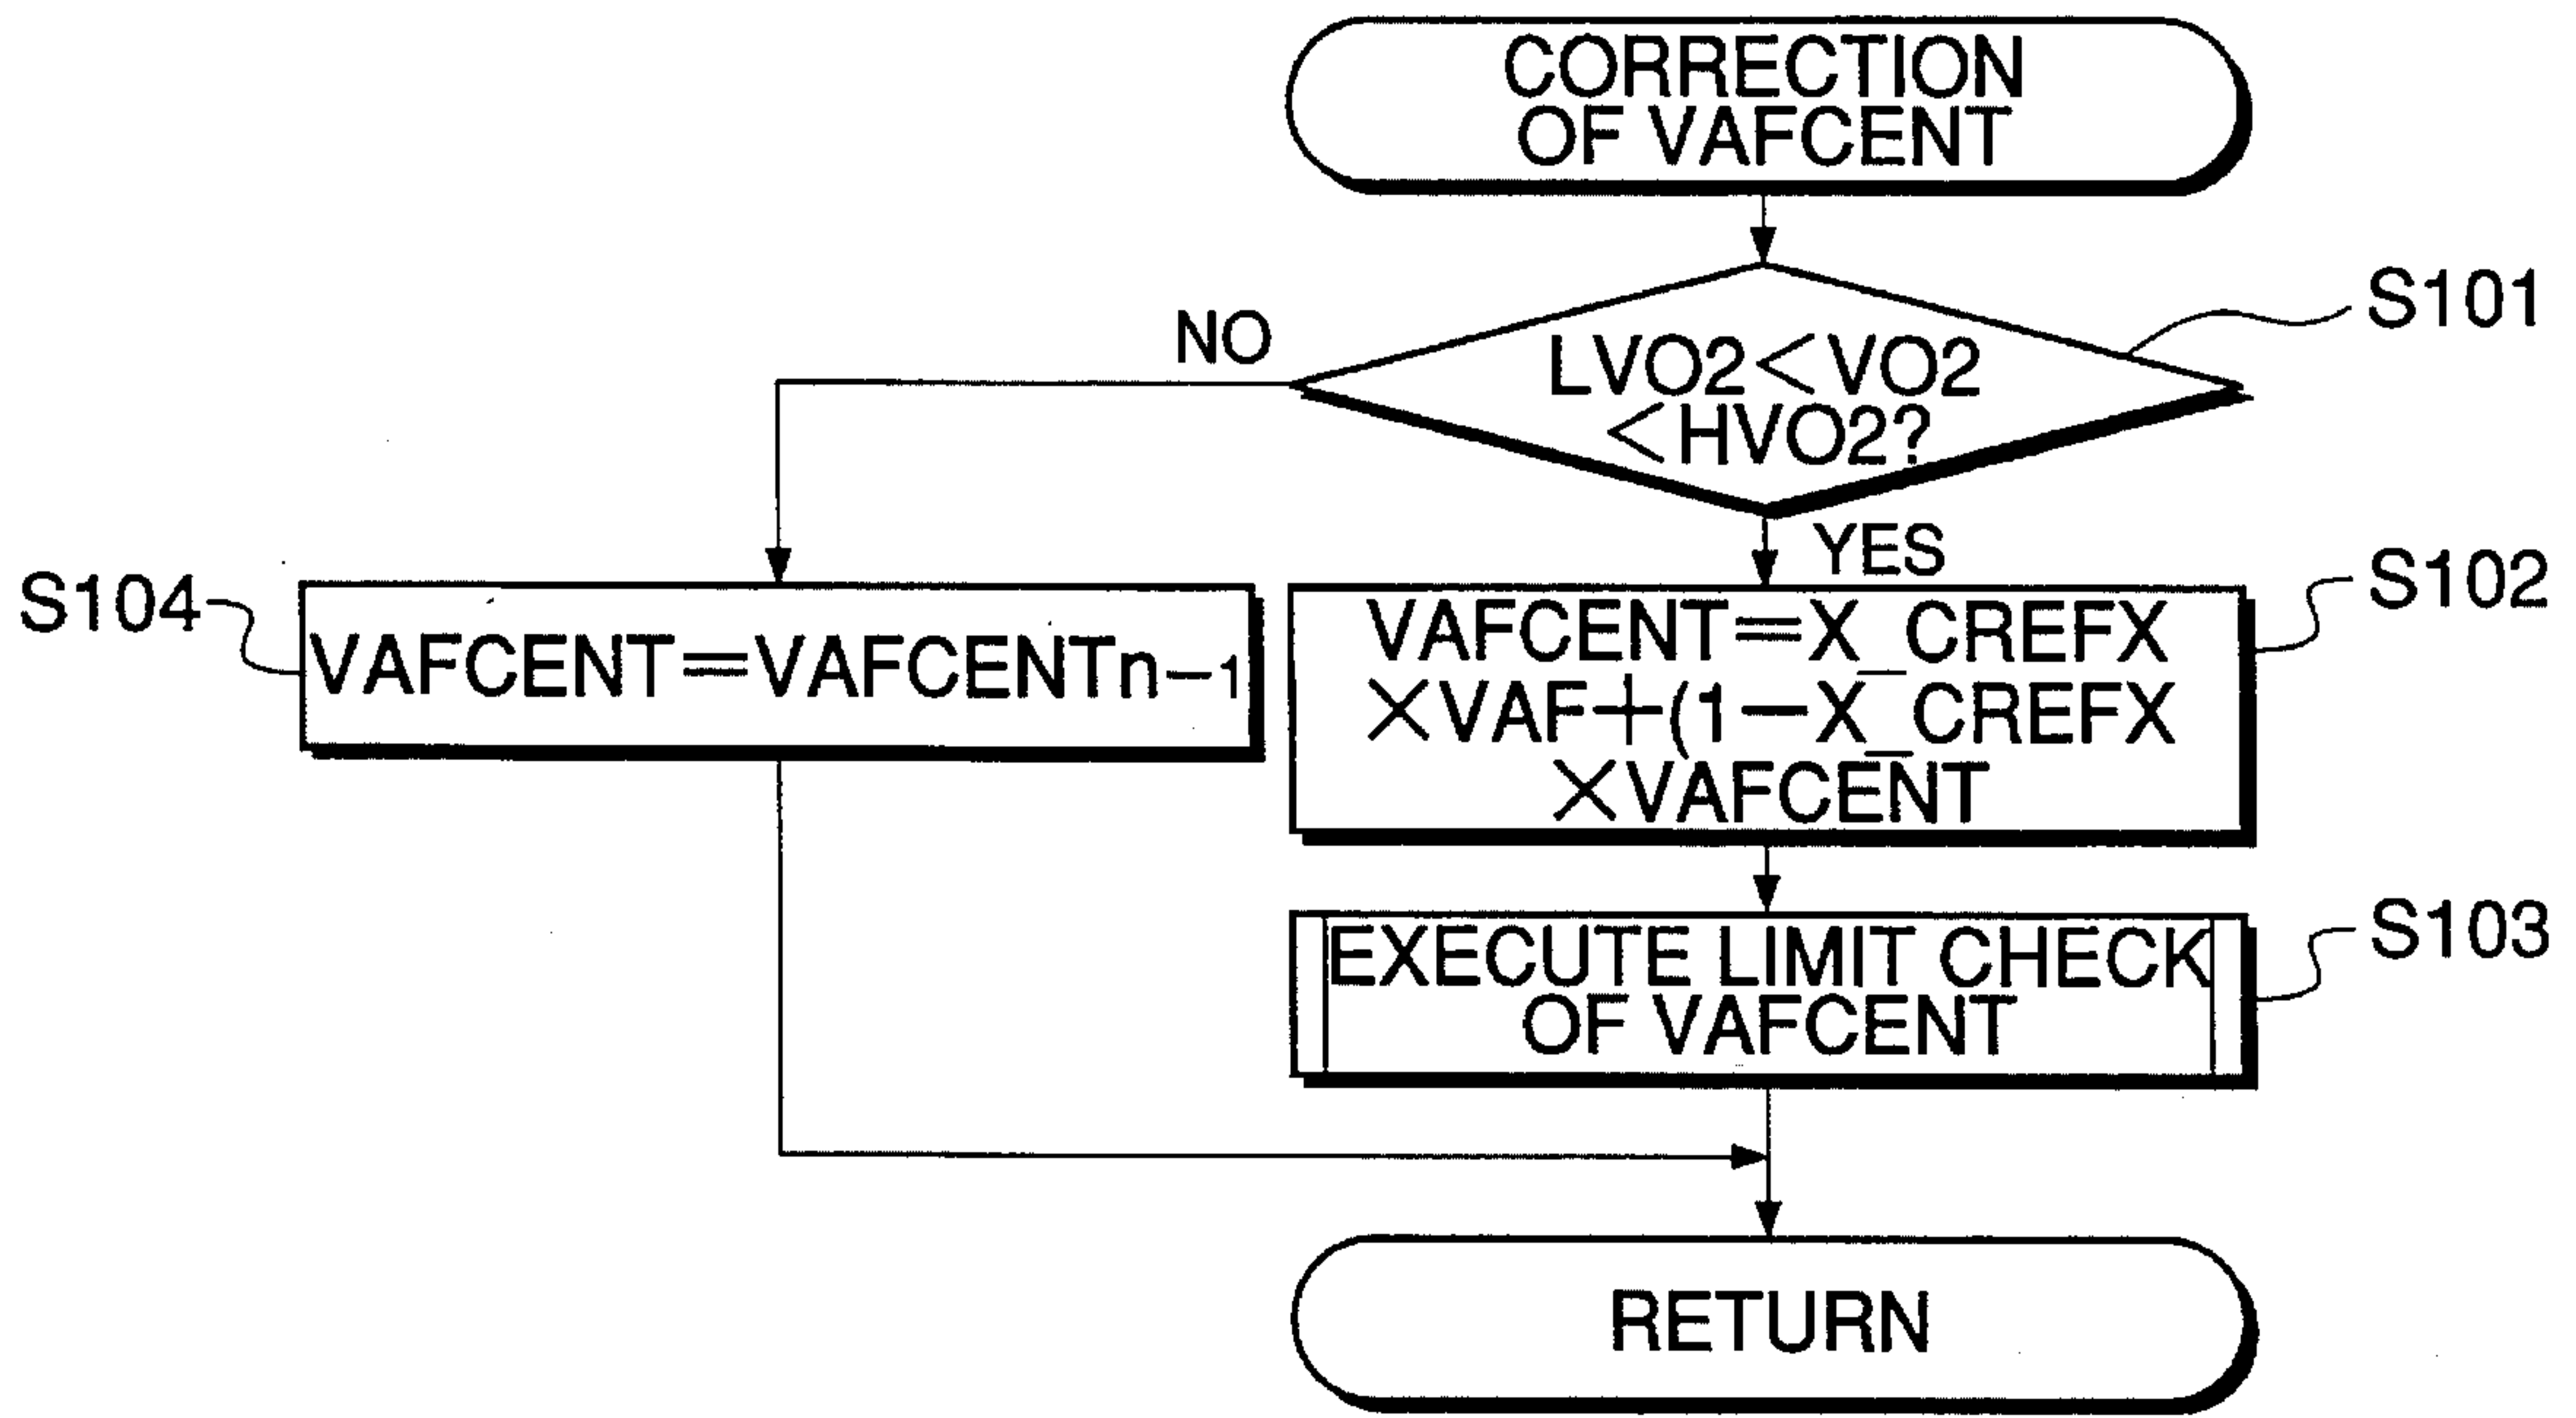 CORRECTION
OF VAFCENT
LVO2<VO2
<HVO2?
S101
NO
YES
S104
VAFCENT=VAFCENTn-1
VAFCENT=X_CREFX
×VAF+(1-X_CREFX
×VAFCENT
S102
EXECUTE LIMIT CHECK
OF VAFCENT
S103
RETURN